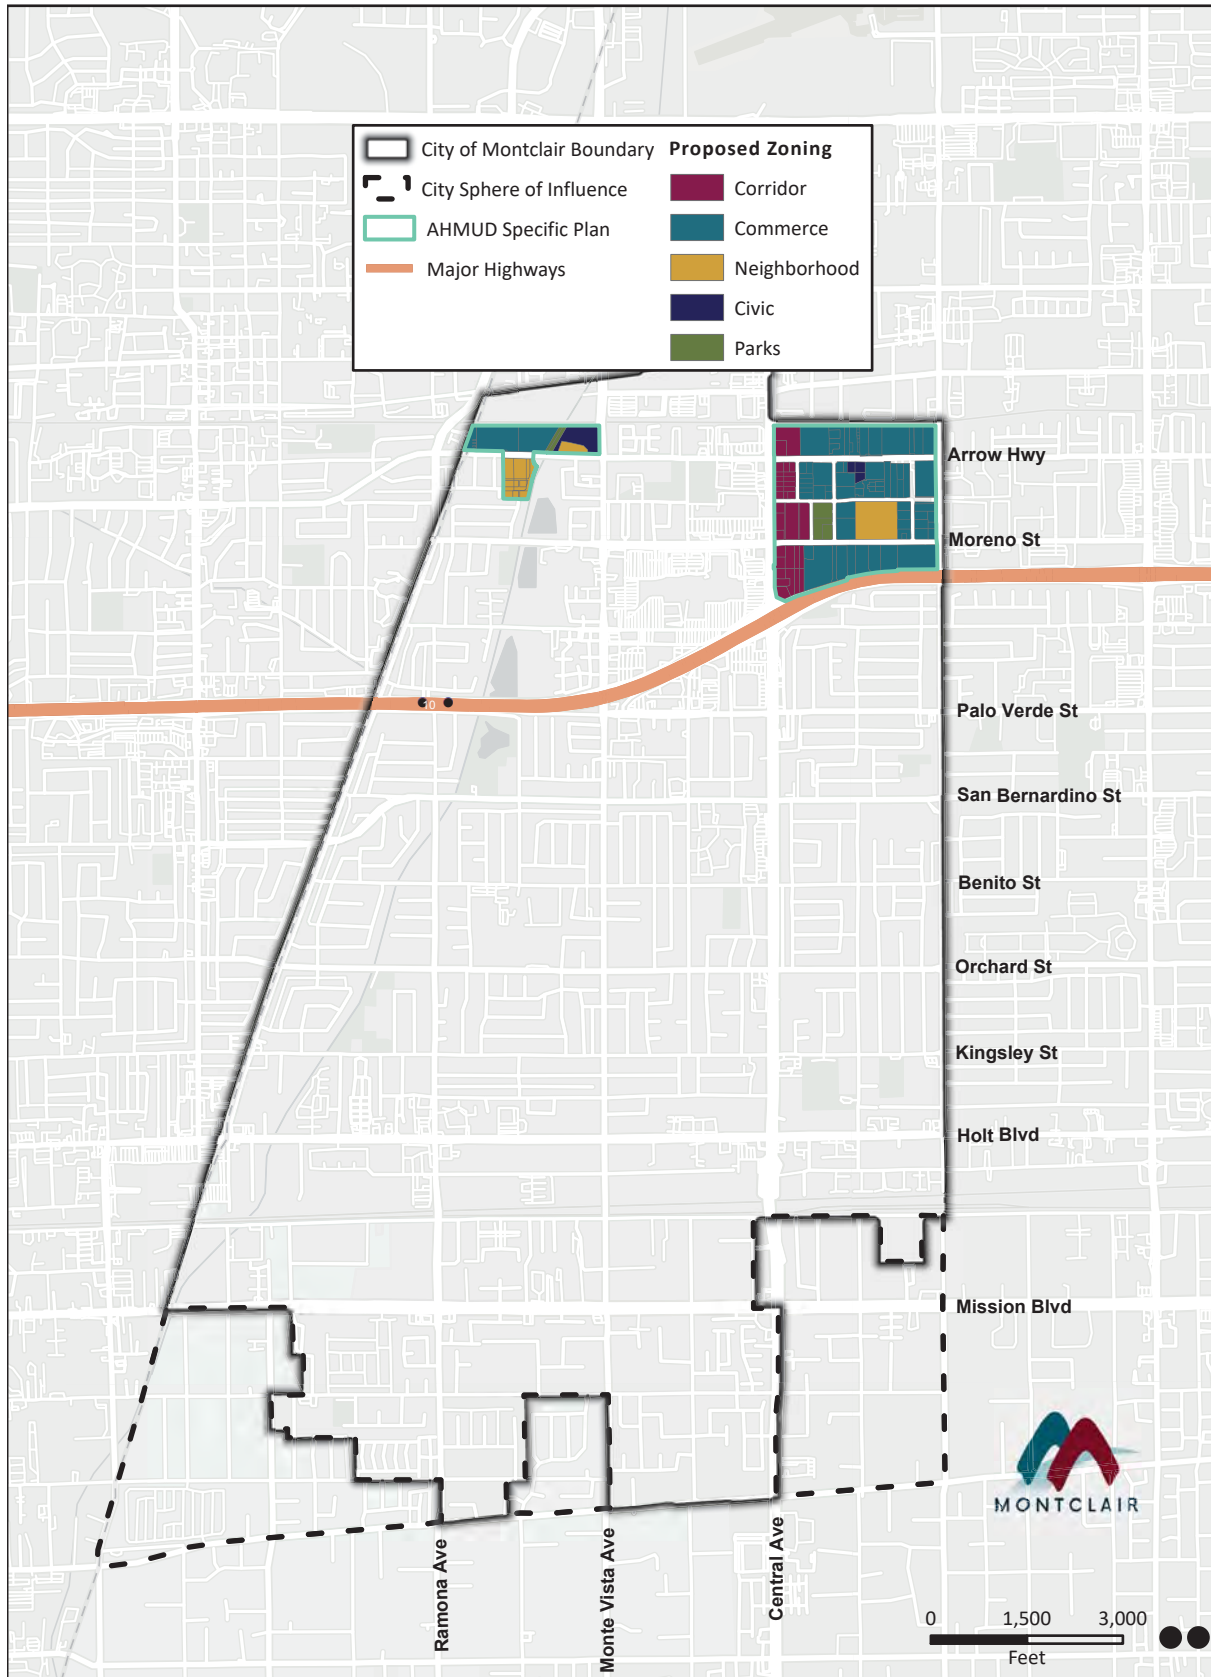 City of Montclair Boundary
City Sphere of Influence
AHMUD Specific Plan
Major Highways
Proposed Zoning
Corridor
Commerce
Neighborhood
Civic
Parks
Arrow Hwy
Moreno St
10
Palo Verde St
San Bernardino St
Benito St
Orchard St
Kingsley St
Holt Blvd
Mission Blvd
MONTCLAIR
Ramona Ave
Monte Vista Ave
Central Ave
0 1,500 3,000
Feet